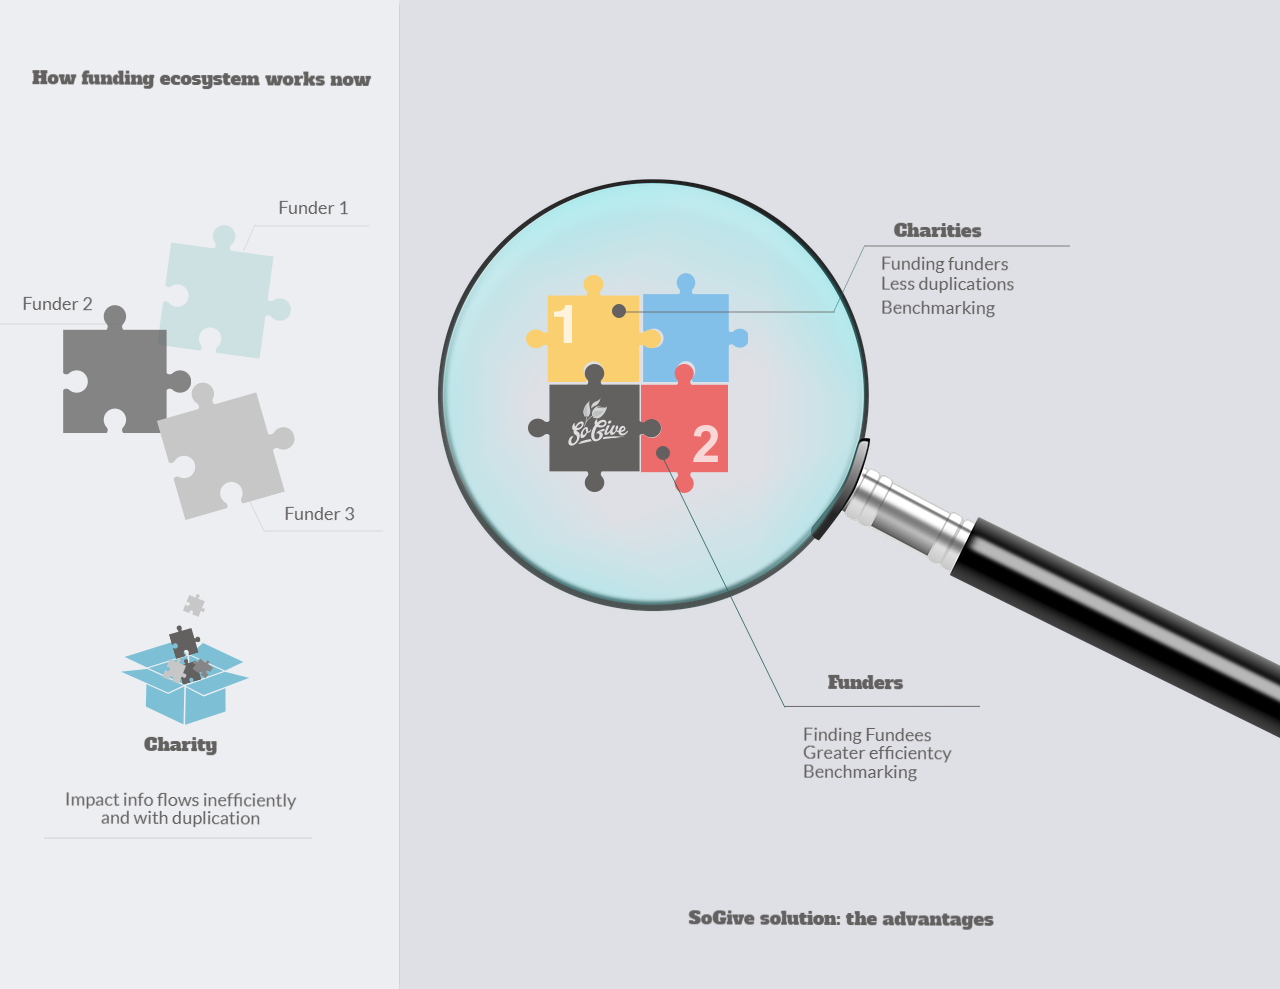 How funding ecosystem works now
Funder 1
Funder 2
Funder 3
Charity
Impact info flows inefficiently
and with duplication
Charities
Funding funders
Less duplications
Benchmarking
1
SoGive
2
Funders
Finding Fundees
Greater efficientcy
Benchmarking
SoGive solution: the advantages